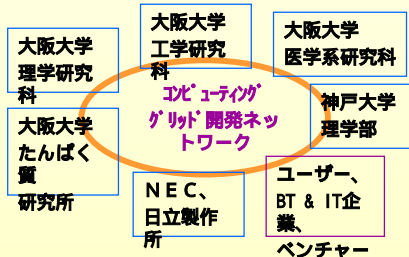 大阪大学
工学研究
科
大阪大学
医学系研究科
大阪大学
理学研究
科
コンピューティング
グリッド開発ネッ
トワーク
神戸大学
理学部
大阪大学
たんぱく
質
研究所
ＮＥＣ、
日立製作
所
ユーザー、
BT & IT企
業、
ベンチャー